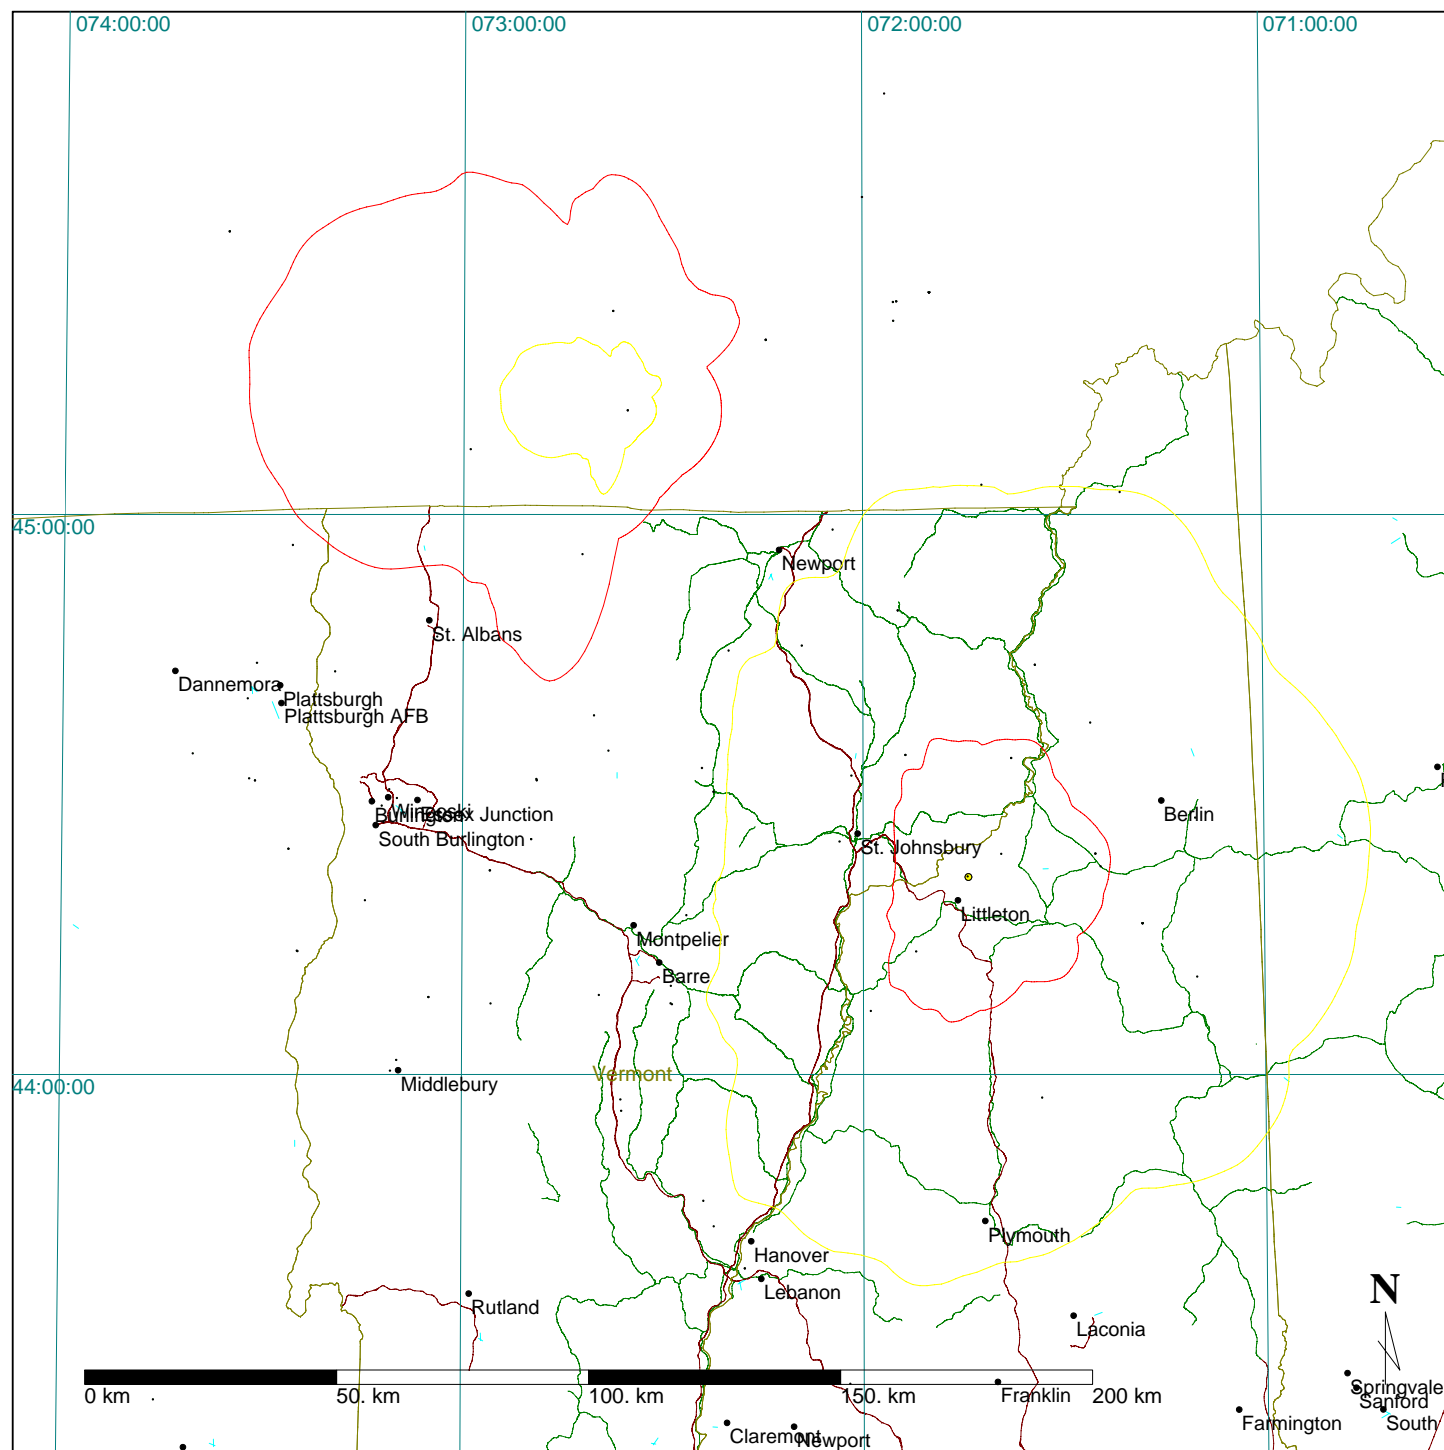 074:00:00
073:00:00
072:00:00
071:00:00
45:00:00
Newport
St. Albans
Dannemora
Plattsburgh
Plattsburgh AFB
Winooski
Burlington
Essex Junction
South Burlington
Berlin
St. Johnsbury
Littleton
Montpelier
Barre
44:00:00
Vermont
Middlebury
Plymouth
Hanover
Lebanon
Rutland
N
Laconia
0 km
50. km
100. km
150. km
200 km
Franklin
Springvale
Sanford
Farmington
South
Claremont
Newport